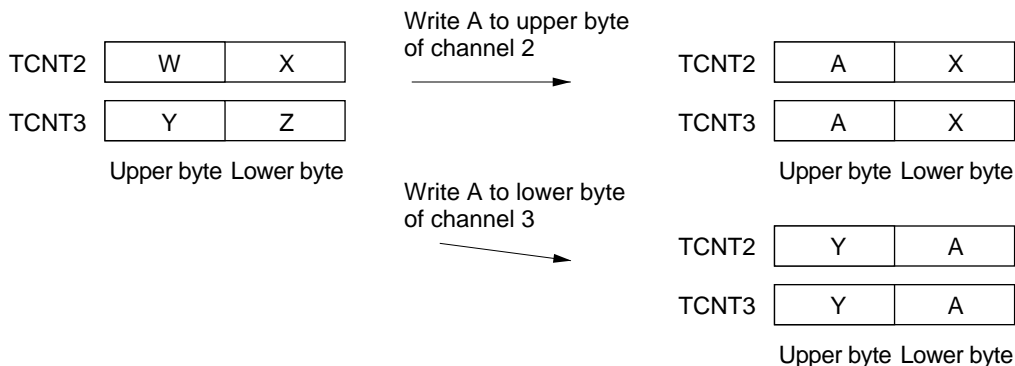 Write A to upper byte
of channel 2
TCNT2 W X
TCNT3 Y Z
Upper byte Lower byte
TCNT2 A X
TCNT3 A X
Upper byte Lower byte
Write A to lower byte
of channel 3
TCNT2 Y A
TCNT3 Y A
Upper byte Lower byte